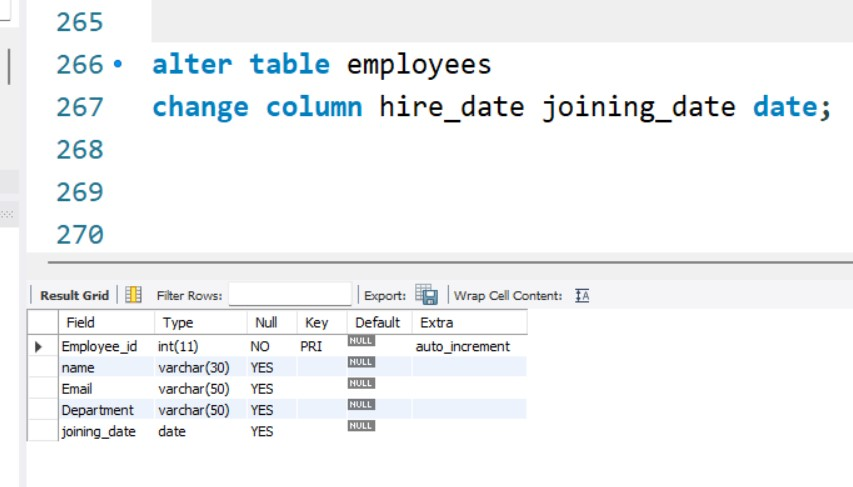 265
266 alter table employees
267 change column hire_date joining_date date;
268
269
270
Result Grid Filter Rows: Export: Wrap Cell Content:
Field Type Null Key Default Extra
Employee_id int(11) NO PRI NULL auto_increment
name varchar(30) YES NULL
Email varchar(50) YES NULL
Department varchar(50) YES NULL
joining_date date YES NULL